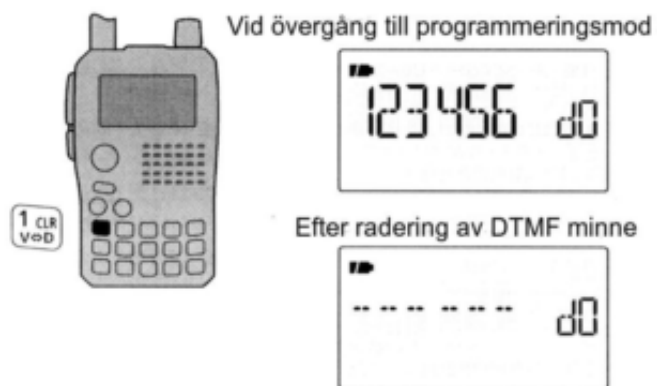 Vid övergång till programmeringsmod
123456 d0
1 CLR
V⇔D
Efter radering av DTMF minne
-- -- -- -- -- -- d0